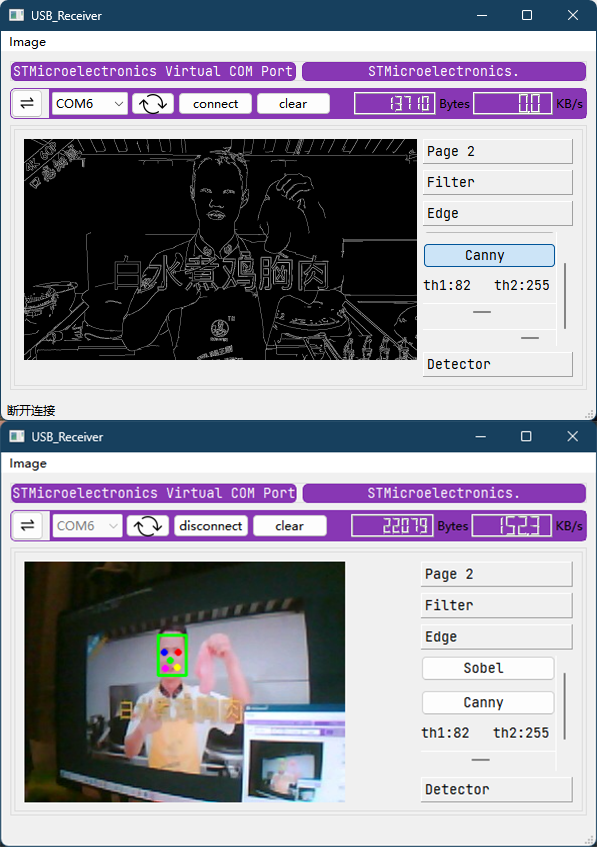 USB_Receiver
Image
STMicroelectronics Virtual COM Port STMicroelectronics.
COM6 connect clear 13710 Bytes 0.0 KB/s
Page 2
Filter
Edge
Canny
白水煮鸡胸肉
th1:82 th2:255
Detector
断开连接
USB_Receiver
Image
STMicroelectronics Virtual COM Port STMicroelectronics.
COM6 disconnect clear 22079 Bytes 152.3 KB/s
Page 2
Filter
Edge
Sobel
Canny
白水煮鸡胸肉
th1:82 th2:255
Detector